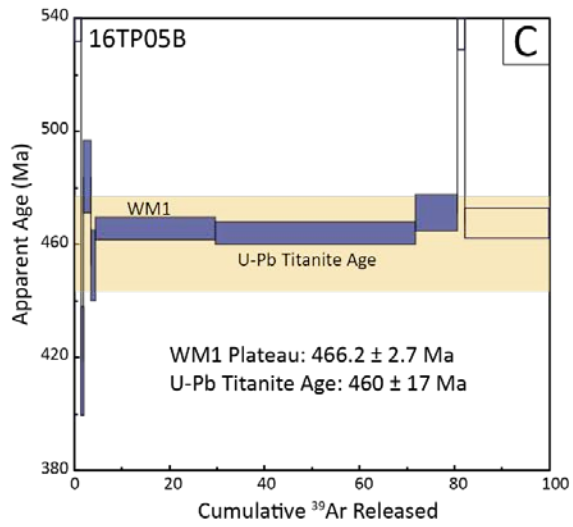 540
16TP05B
C
500
460
420
380
Apparent Age (Ma)
WM1
U-Pb Titanite Age
WM1 Plateau: 466.2 ± 2.7 Ma
U-Pb Titanite Age: 460 ± 17 Ma
0 20 40 60 80 100
Cumulative ³⁹Ar Released